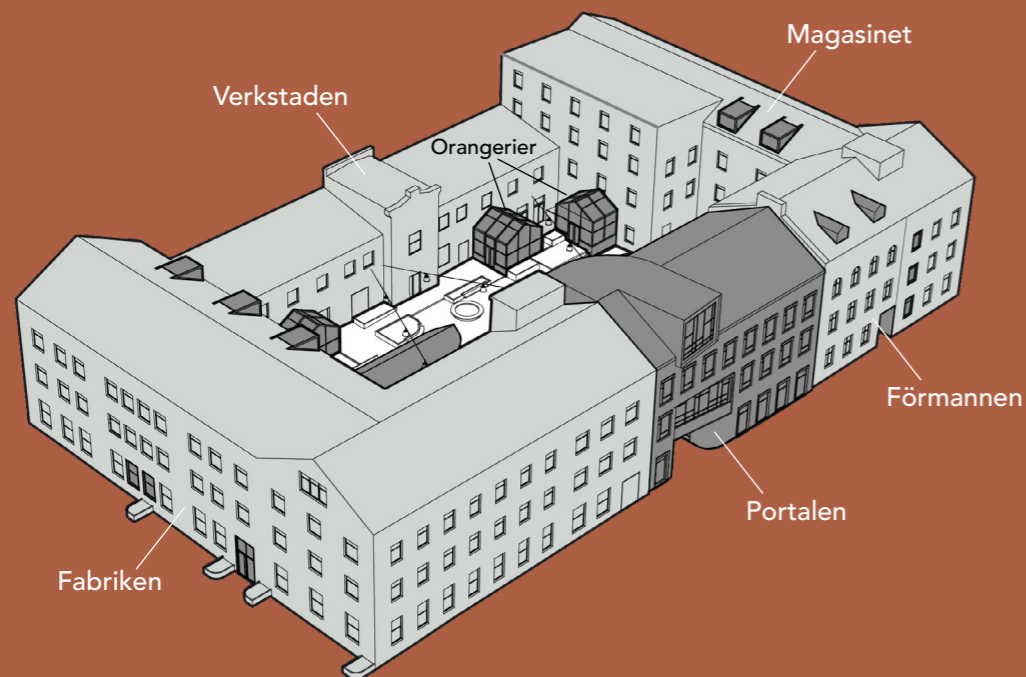 Magasinet
Verkstaden
Orangerier
Förmannen
Portalen
Fabriken